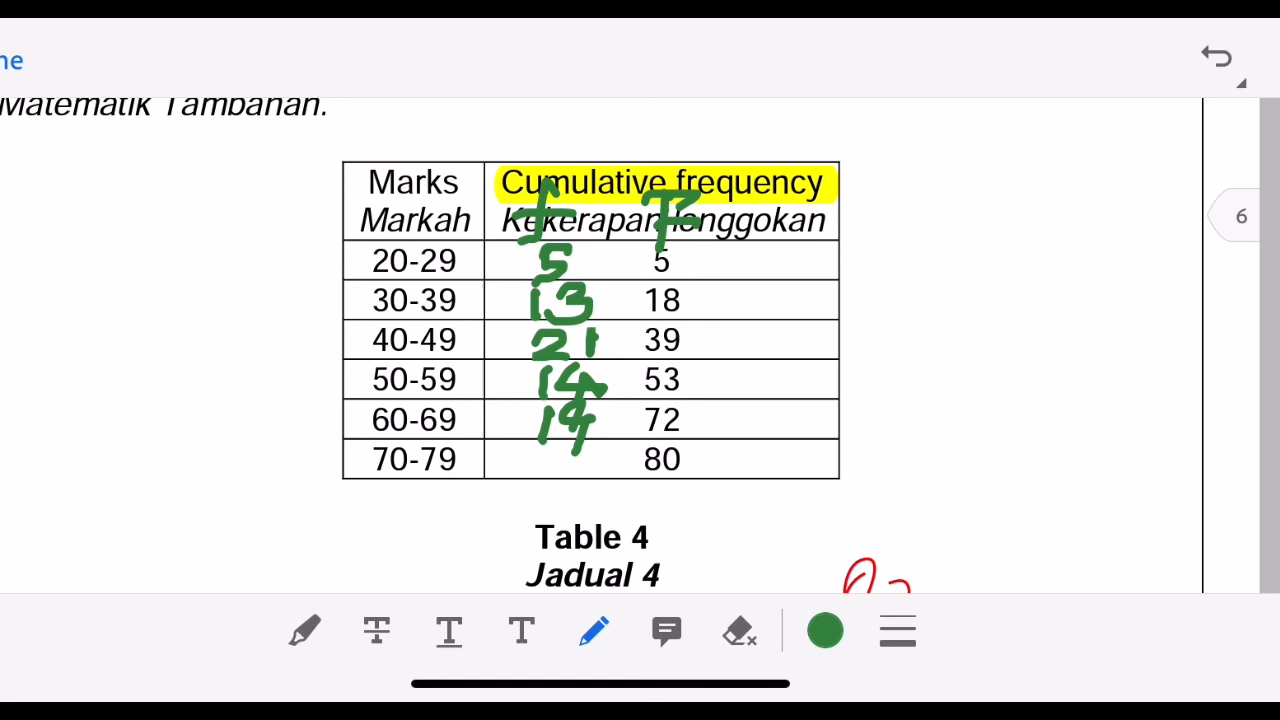 ne
Matematik Tambahan.
Marks Cumulative frequency
Markah Kekerapan longgokan
f F
20-29 5 5
30-39 13 18
40-49 21 39
50-59 14 53
60-69 19 72
70-79 80
Table 4
Jadual 4
6
T T T